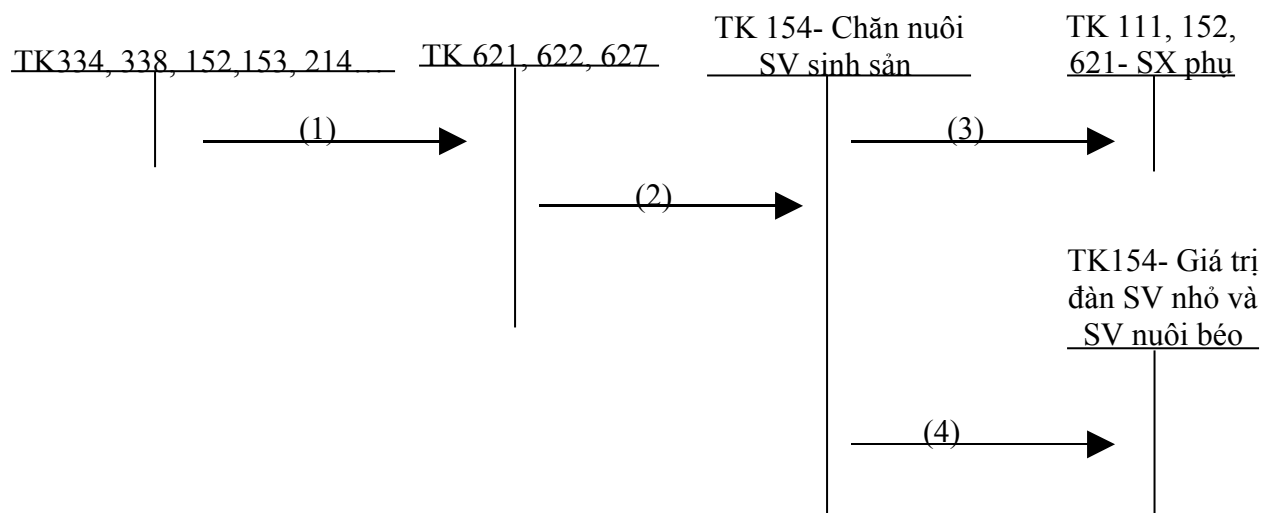 TK334, 338, 152,153, 214…
TK 621, 622, 627
TK 154- Chăn nuôi
SV sinh sản
TK 111, 152,
621- SX phụ
(1)
(3)
(2)
TK154- Giá trị
đàn SV nhỏ và
SV nuôi béo
(4)